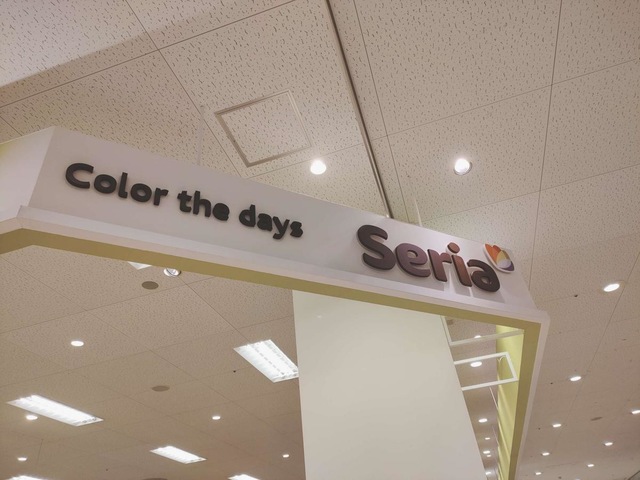 Color the days
Seria